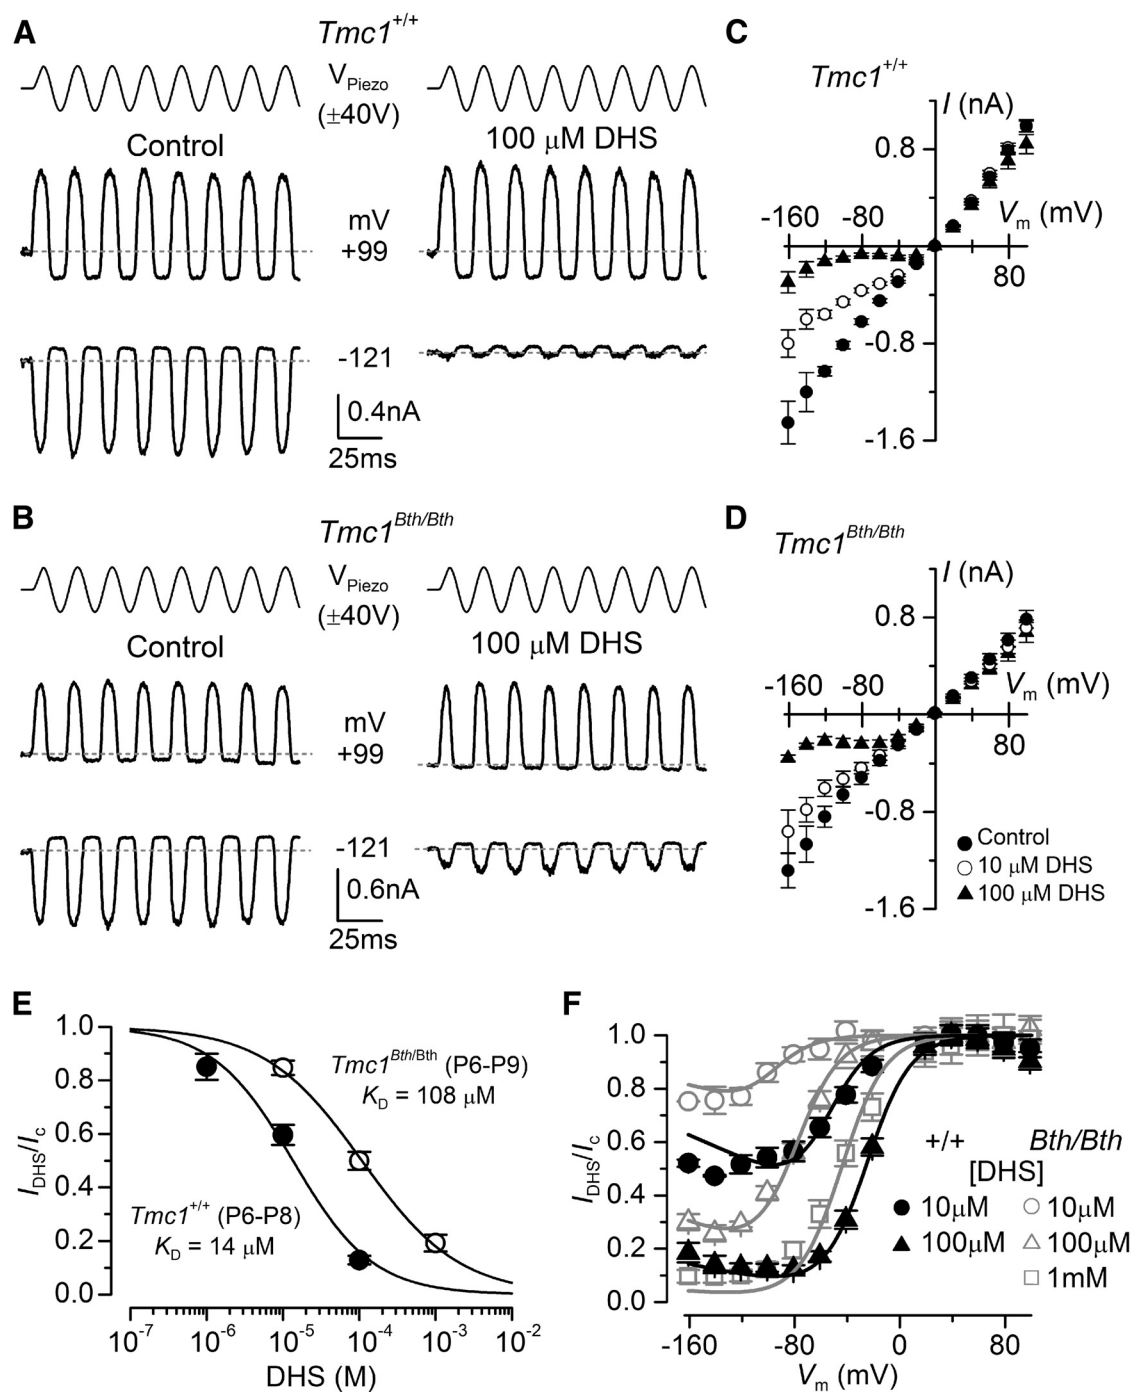 A
Tmc1+/+
VPiezo
(±40V)
Control
100 μM DHS
mV
+99
-121
0.4nA
25ms
C
Tmc1+/+
I (nA)
0.8
-160
-80
Vm (mV)
80
-0.8
-1.6
B
Tmc1Bth/Bth
VPiezo
(±40V)
Control
100 μM DHS
mV
+99
-121
0.6nA
25ms
D
Tmc1Bth/Bth
I (nA)
0.8
-160
-80
Vm (mV)
80
-0.8
Control
10 μM DHS
100 μM DHS
-1.6
E
1.0
0.8
0.6
0.4
0.2
0.0
IDHS/Ic
Tmc1Bth/Bth (P6-P9)
KD = 108 μM
Tmc1+/+ (P6-P8)
KD = 14 μM
10-7
10-6
10-5
10-4
10-3
10-2
DHS (M)
F
1.0
0.8
0.6
0.4
0.2
0.0
IDHS/Ic
+/+
Bth/Bth
[DHS]
10μM
10μM
100μM
100μM
1mM
-160
-80
0
80
Vm (mV)